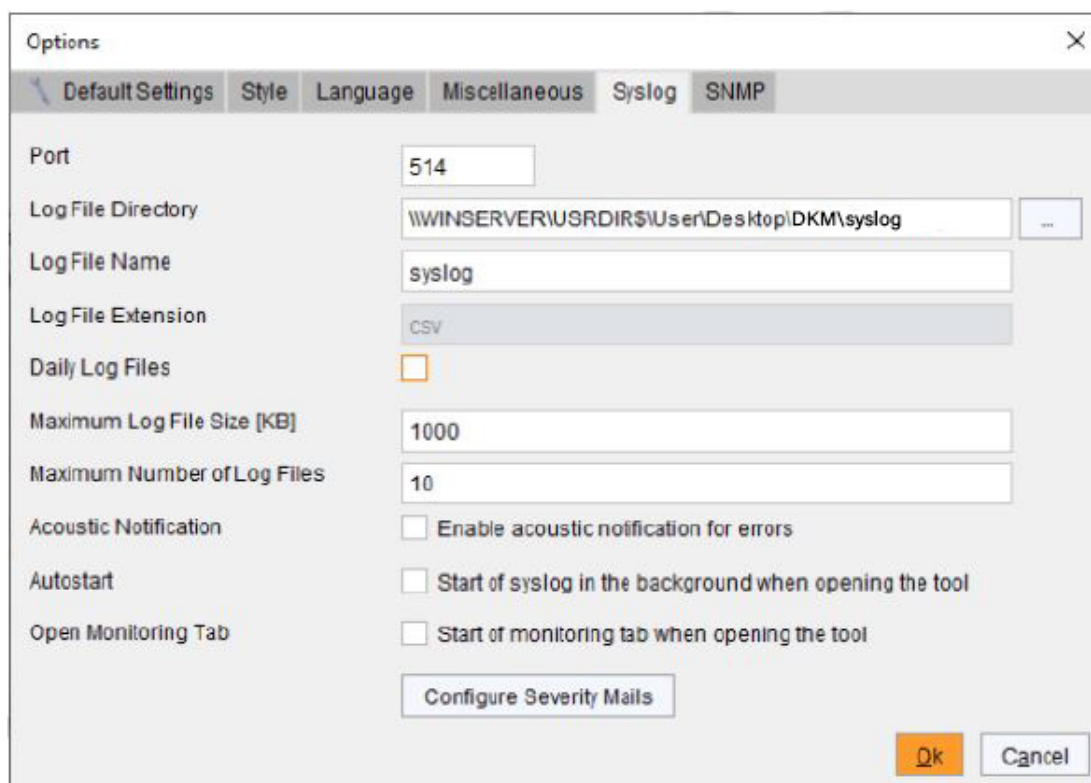 Options
Default Settings Style Language Miscellaneous Syslog SNMP
Port 514
Log File Directory \\WINSERVER\USRDIR$\User\Desktop\DKM\syslog ...
Log File Name syslog
Log File Extension csv
Daily Log Files
Maximum Log File Size [KB] 1000
Maximum Number of Log Files 10
Acoustic Notification Enable acoustic notification for errors
Autostart Start of syslog in the background when opening the tool
Open Monitoring Tab Start of monitoring tab when opening the tool
Configure Severity Mails
Ok Cancel